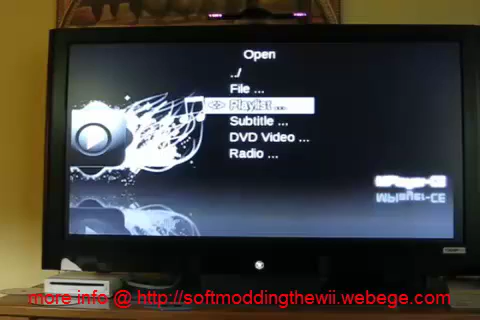 Open
../
File ...
<> Playlist ...
Subtitle ...
DVD Video ...
Radio ...
MPlayer-CE
more info @ http://softmoddingthewii.webege.com